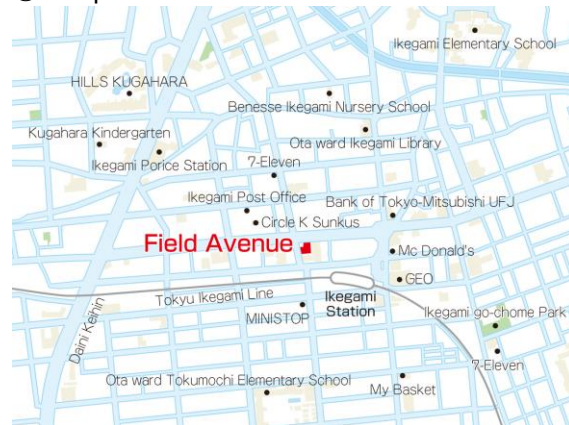 Ikegami Elementary School
HILLS KUGAHARA
Benesse Ikegami Nursery School
Kugahara Kindergarten
Ota ward Ikegami Library
Ikegami Porice Station
7-Eleven
Ikegami Post Office
Bank of Tokyo-Mitsubishi UFJ
Circle K Sunkus
Field Avenue
Mc Donald's
GEO
Tokyu Ikegami Line
Ikegami
Station
MINISTOP
Ikegami go-chome Park
Daini Keihin
7-Eleven
Ota ward Tokumochi Elementary School
My Basket